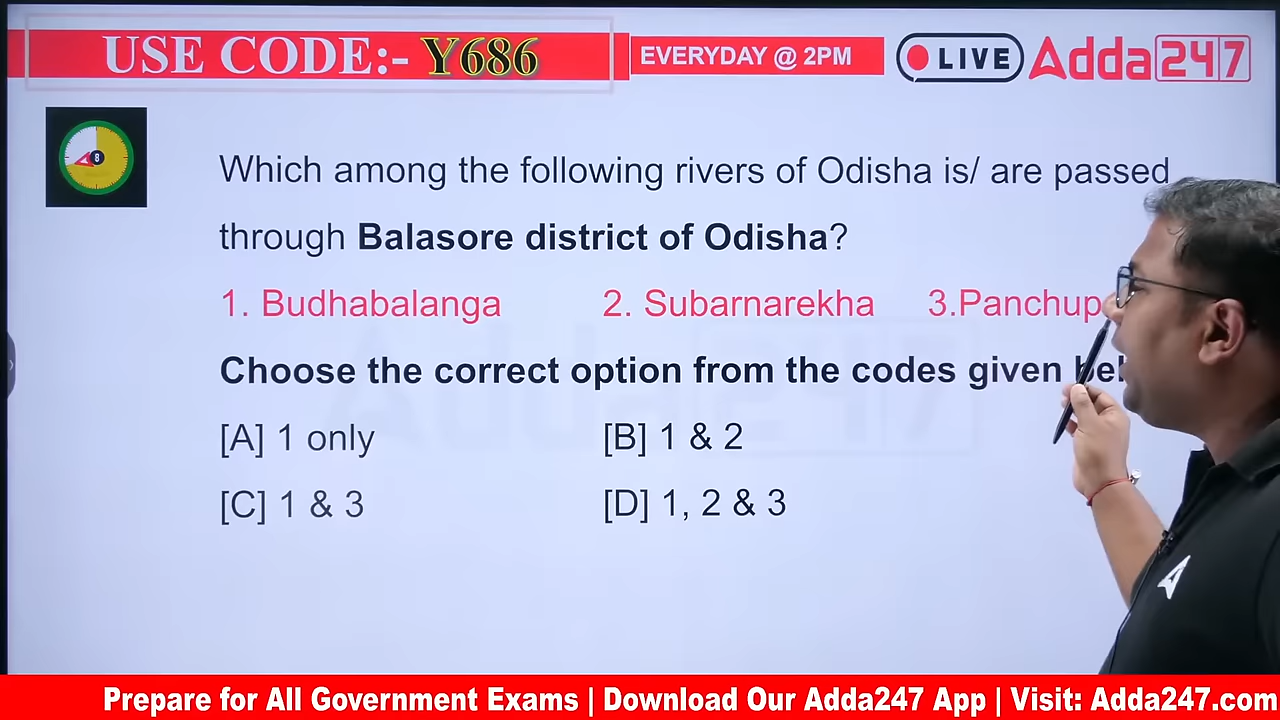 USE CODE:- Y686
EVERYDAY @ 2PM
LIVE
Adda247
Which among the following rivers of Odisha is/ are passed
through Balasore district of Odisha?
1. Budhabalanga 2. Subarnarekha 3.Panchup
Choose the correct option from the codes given
[A] 1 only [B] 1 & 2
[C] 1 & 3 [D] 1, 2 & 3
Prepare for All Government Exams | Download Our Adda247 App | Visit: Adda247.com